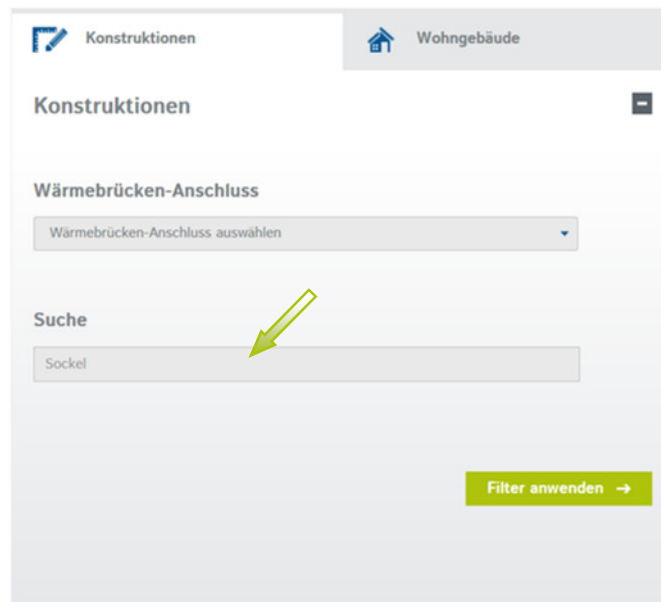 Konstruktionen
Wohngebäude
Konstruktionen
Wärmebrücken-Anschluss
Wärmebrücken-Anschluss auswählen
Suche
Sockel
Filter anwenden →